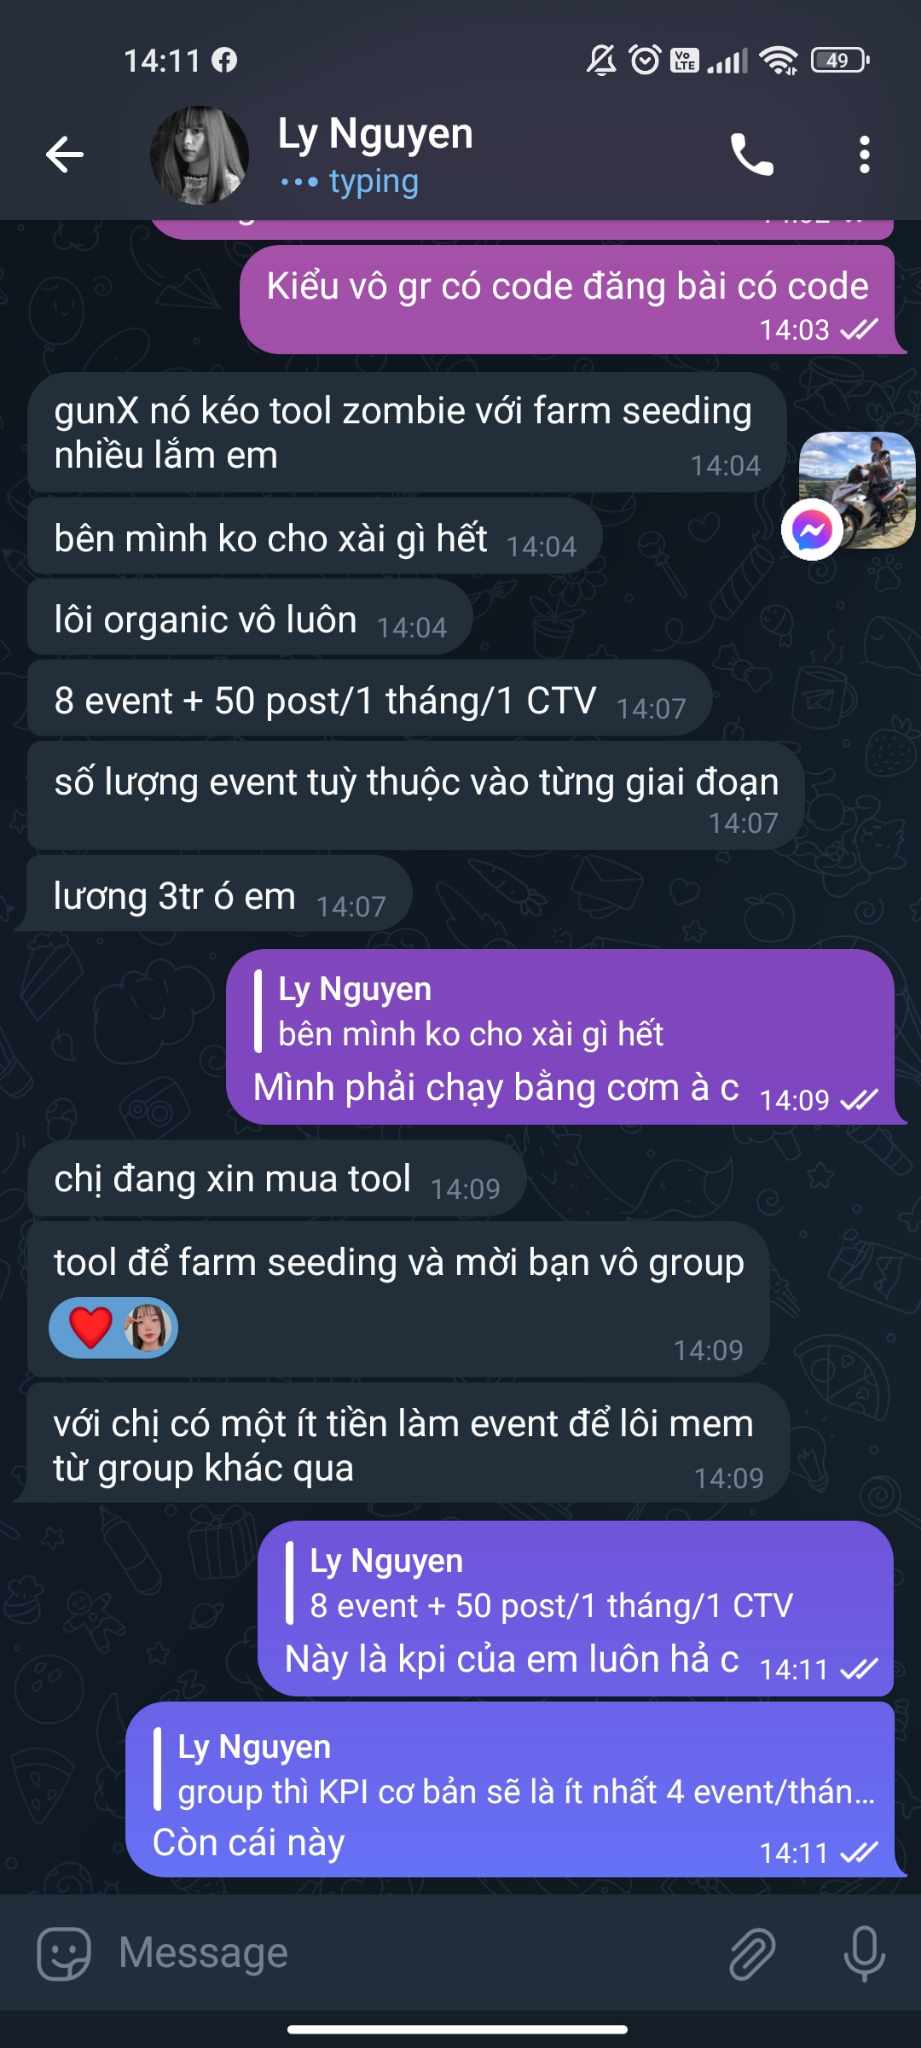 14:11
Vo LTE
49
Ly Nguyen
typing
Kiểu vô gr có code đăng bài có code
14:03
gunX nó kéo tool zombie với farm seeding
nhiều lắm em
14:04
bên mình ko cho xài gì hết 14:04
lôi organic vô luôn 14:04
8 event + 50 post/1 tháng/1 CTV 14:07
số lượng event tuỳ thuộc vào từng giai đoạn
14:07
lương 3tr ó em 14:07
Ly Nguyen
bên mình ko cho xài gì hết
Mình phải chạy bằng cơm à c 14:09
chị đang xin mua tool 14:09
tool để farm seeding và mời bạn vô group
14:09
với chị có một ít tiền làm event để lôi mem
từ group khác qua
14:09
Ly Nguyen
8 event + 50 post/1 tháng/1 CTV
Này là kpi của em luôn hả c 14:11
Ly Nguyen
group thì KPI cơ bản sẽ là ít nhất 4 event/thán...
Còn cái này
14:11
Message